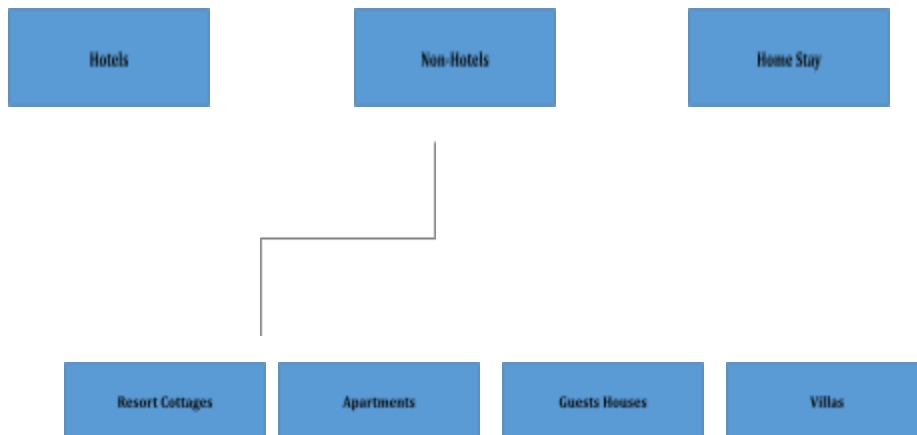 Hotels
Non-Hotels
Home Stay
Resort Cottages
Apartments
Guests Houses
Villas